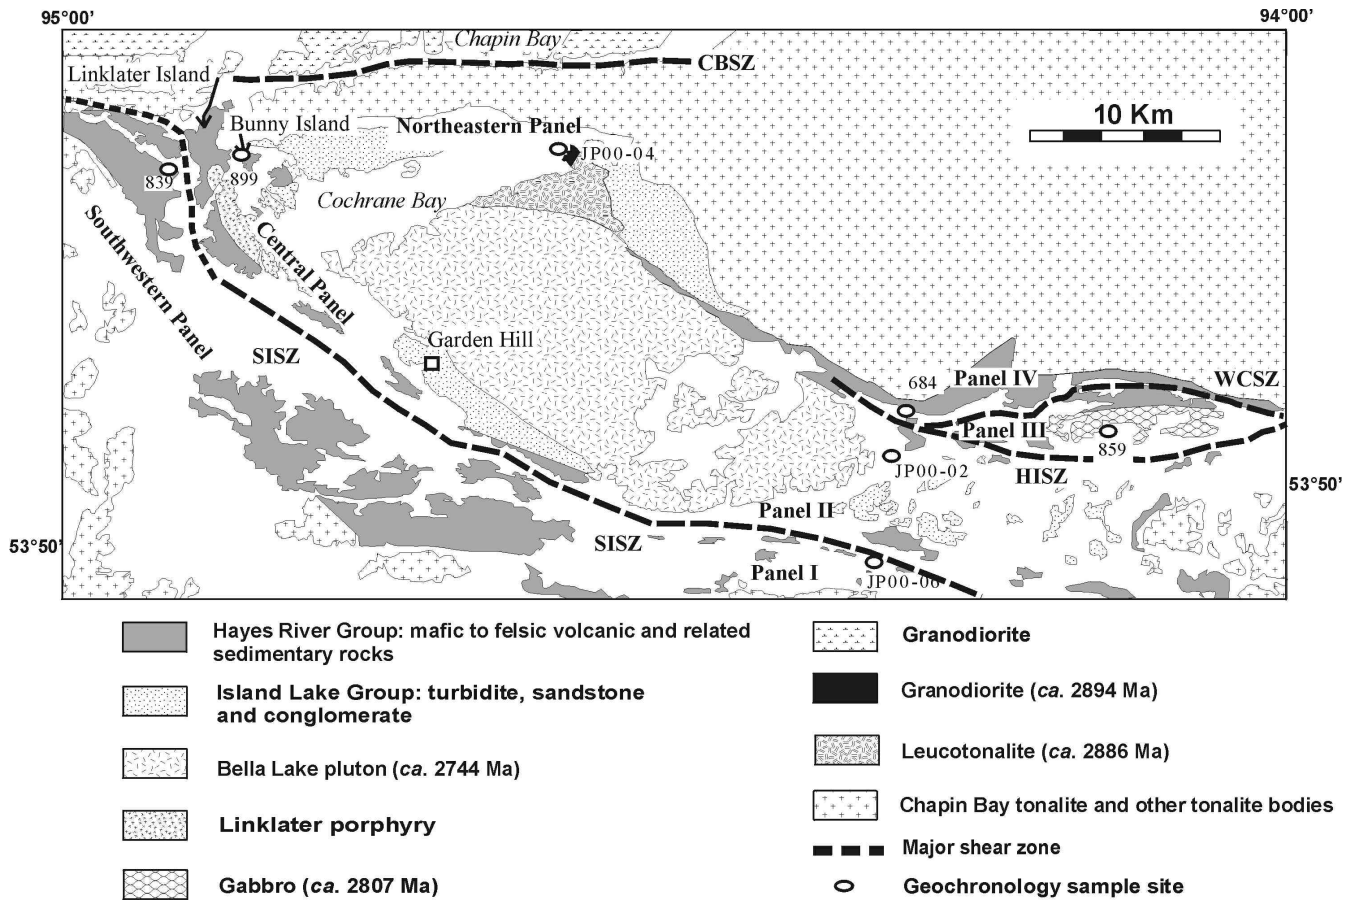 95°00'
94°00'
Chapin Bay
CBSZ
Linklater Island
10 Km
Bunny Island
Northeastern Panel
JP00-04
839
899
Cochrane Bay
Southwestern Panel
Central Panel
Garden Hill
SISZ
684
Panel IV
WCSZ
Panel III
859
JP00-02
HISZ
53°50'
Panel II
SISZ
53°50'
Panel I
JP00-06
Hayes River Group: mafic to felsic volcanic and related
sedimentary rocks
Island Lake Group: turbidite, sandstone
and conglomerate
Bella Lake pluton (ca. 2744 Ma)
Linklater porphyry
Gabbro (ca. 2807 Ma)
Granodiorite
Granodiorite (ca. 2894 Ma)
Leucotonalite (ca. 2886 Ma)
Chapin Bay tonalite and other tonalite bodies
Major shear zone
Geochronology sample site